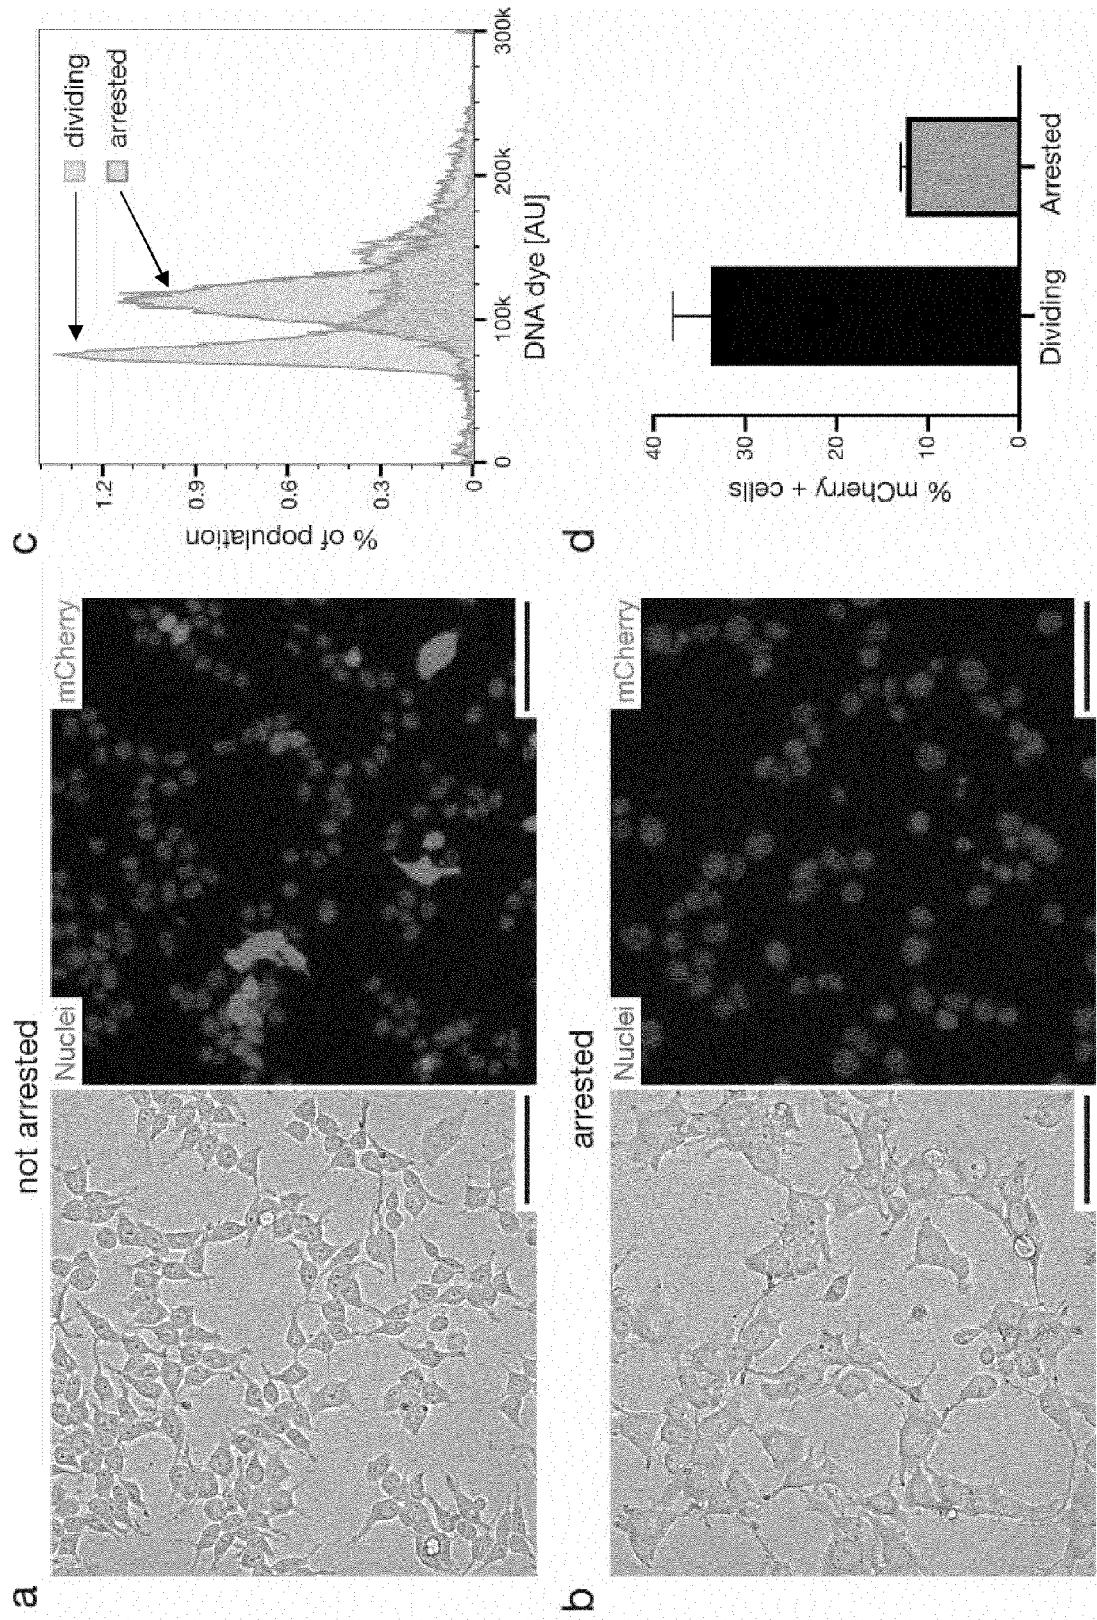 a
not arrested
Nuclei
mCherry
b
arrested
Nuclei
mCherry
c
% of population
1.2
0.9
0.6
0.3
0
0
100k
200k
300k
DNA dye [AU]
dividing
arrested
d
% mCherry + cells
40
30
20
10
0
Dividing
Arrested